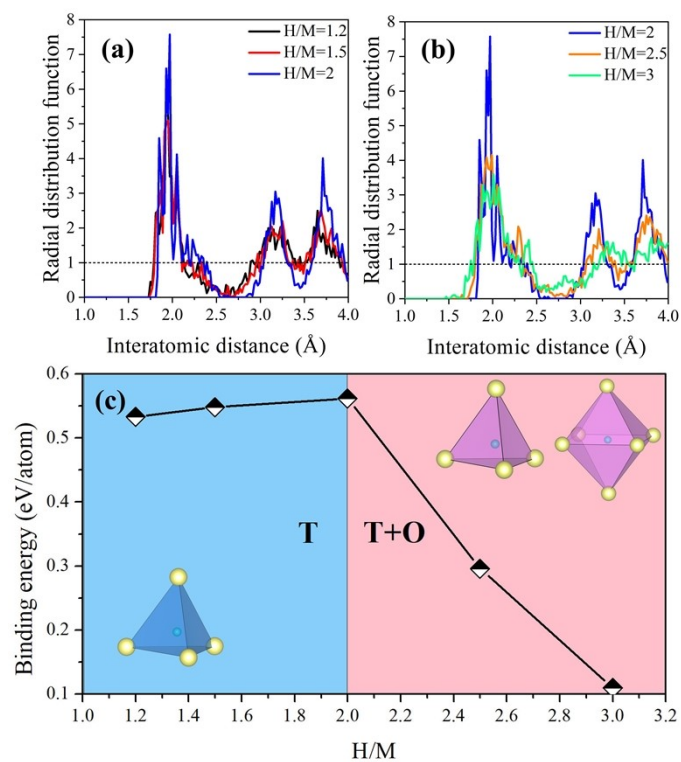 (a)
H/M=1.2
H/M=1.5
H/M=2
Radial distribution function
8
7
6
5
4
3
2
1
0
1.0 1.5 2.0 2.5 3.0 3.5 4.0
Interatomic distance (Å)
(b)
H/M=2
H/M=2.5
H/M=3
Radial distribution function
8
7
6
5
4
3
2
1
0
1.0 1.5 2.0 2.5 3.0 3.5 4.0
Interatomic distance (Å)
(c)
Binding energy (eV/atom)
0.6
0.5
0.4
0.3
0.2
0.1
T
T+O
1.0 1.2 1.4 1.6 1.8 2.0 2.2 2.4 2.6 2.8 3.0 3.2
H/M